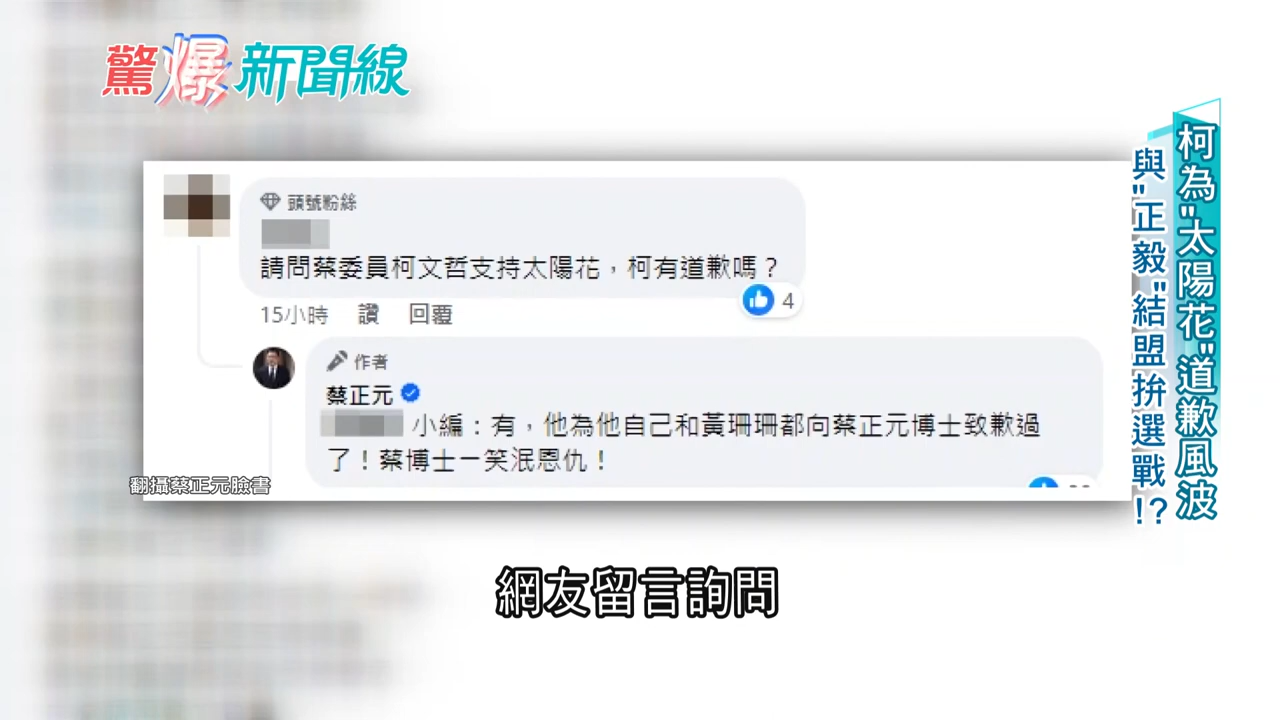 驚爆新聞線
柯為"太陽花"道歉風波
與"正毅"結盟拚選戰!?
頭號粉絲
請問蔡委員柯文哲支持太陽花，柯有道歉嗎？
4
15小時 讚 回覆
作者
蔡正元
小編：有，他為他自己和黃珊珊都向蔡正元博士致歉過
了！蔡博士一笑泯恩仇！
翻攝蔡正元臉書
網友留言詢問